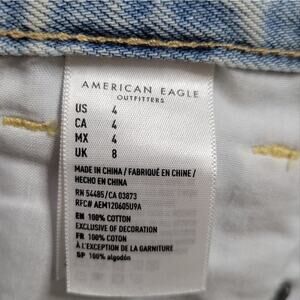 AMERICAN EAGLE
OUTFITTERS
US 4
CA 4
MX 4
UK 8
MADE IN CHINA / FABRIQUÉ EN CHINE /
HECHO EN CHINA
RN 54485/CA 03873
RFC# AEM120605U9A
EN 100% COTTON
EXCLUSIVE OF DECORATION
FR 100% COTON
À L'EXCEPTION DE LA GARNITURE
SP 100% algodón